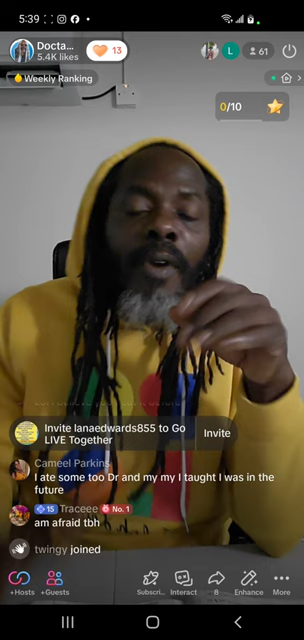 5:39
Docta...
5.4K likes
13
L
61
Weekly Ranking
0/10
Invite lanaedwards855 to Go
LIVE Together
Invite
Cameel Parkins
I ate some too Dr and my my I taught I was in the
future
15 Traceee No. 1
am afraid tbh
twingy joined
+Hosts
+Guests
Subscri...
Interact
8
Enhance
More